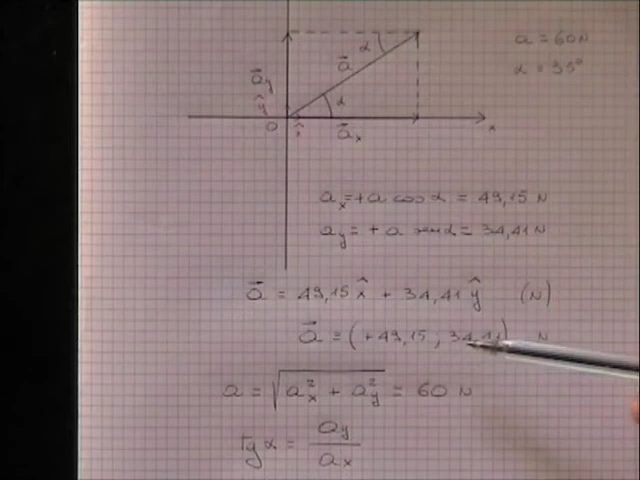 a = 60 N
α = 35°
α
a⃗
a⃗y
ŷ
α
O
x̂
a⃗x
x
ax = +a cos α = 49,15 N
ay = + a sen α = 34,41 N
a⃗ = 49,15 x̂ + 34,41 ŷ (N)
a⃗ = (+49,15 ; 34,41) N
a = √(ax² + ay²) = 60 N
tg α = ay / ax